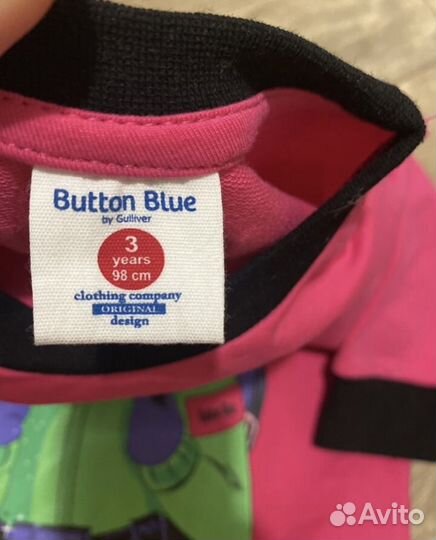 Button Blue
by Gulliver
3
years
98 cm
clothing company
ORIGINAL
design
Avito